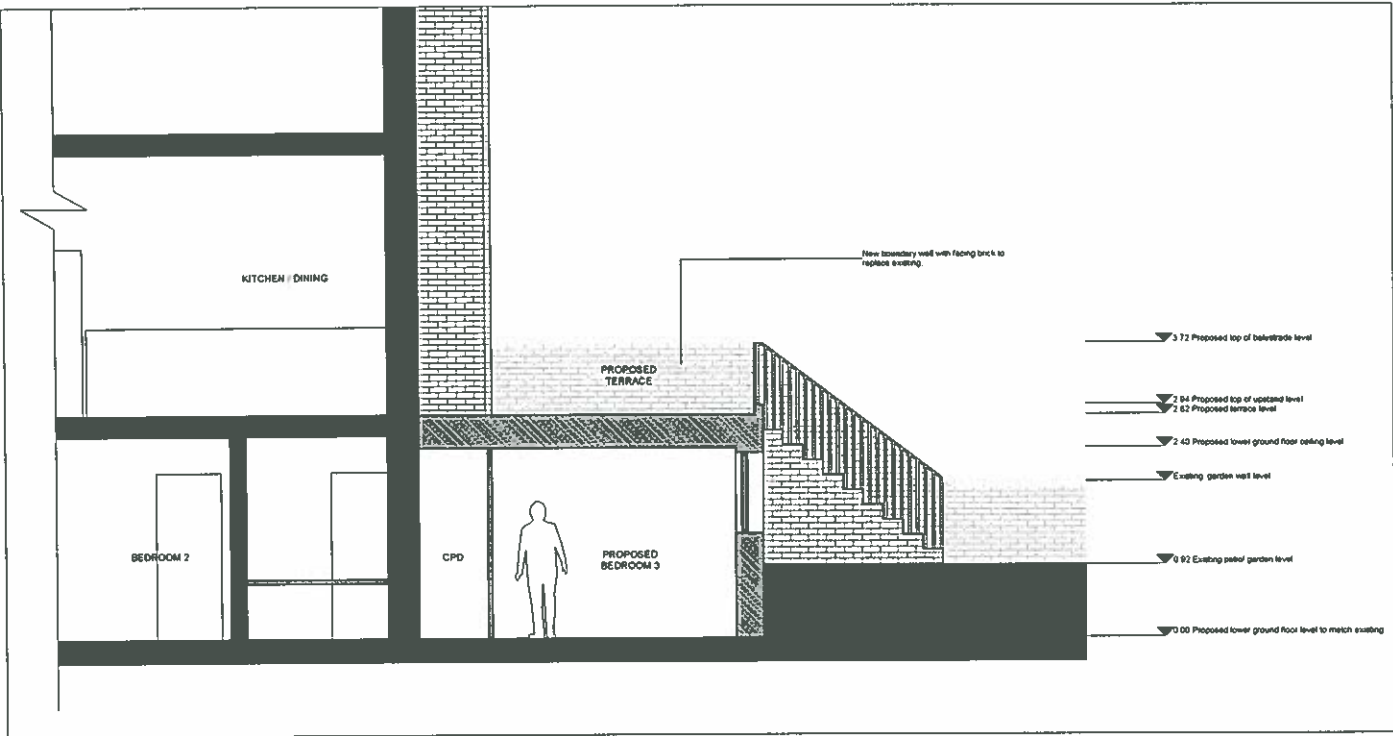 New boundary wall with facing brick to
replace existing.
KITCHEN / DINING
3.72 Proposed top of balustrade level
PROPOSED
TERRACE
2.94 Proposed top of upstand level
2.82 Proposed terrace level
2.40 Proposed lower ground floor ceiling level
Existing garden wall level
BEDROOM 2
CPD
PROPOSED
BEDROOM 3
0.92 Existing garden level
0.00 Proposed lower ground floor level to match existing